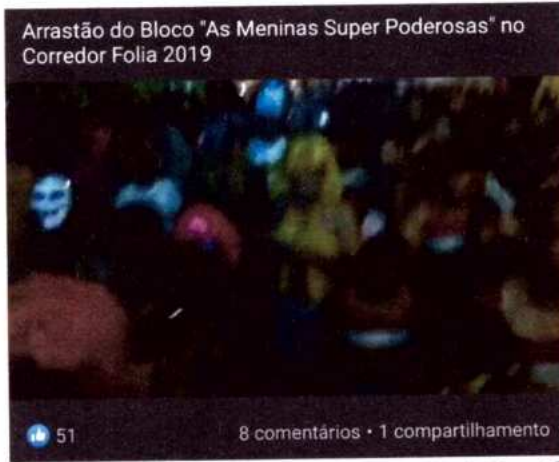 Arrastão do Bloco "As Meninas Super Poderosas" no
Corredor Folia 2019
51
8 comentários • 1 compartilhamento